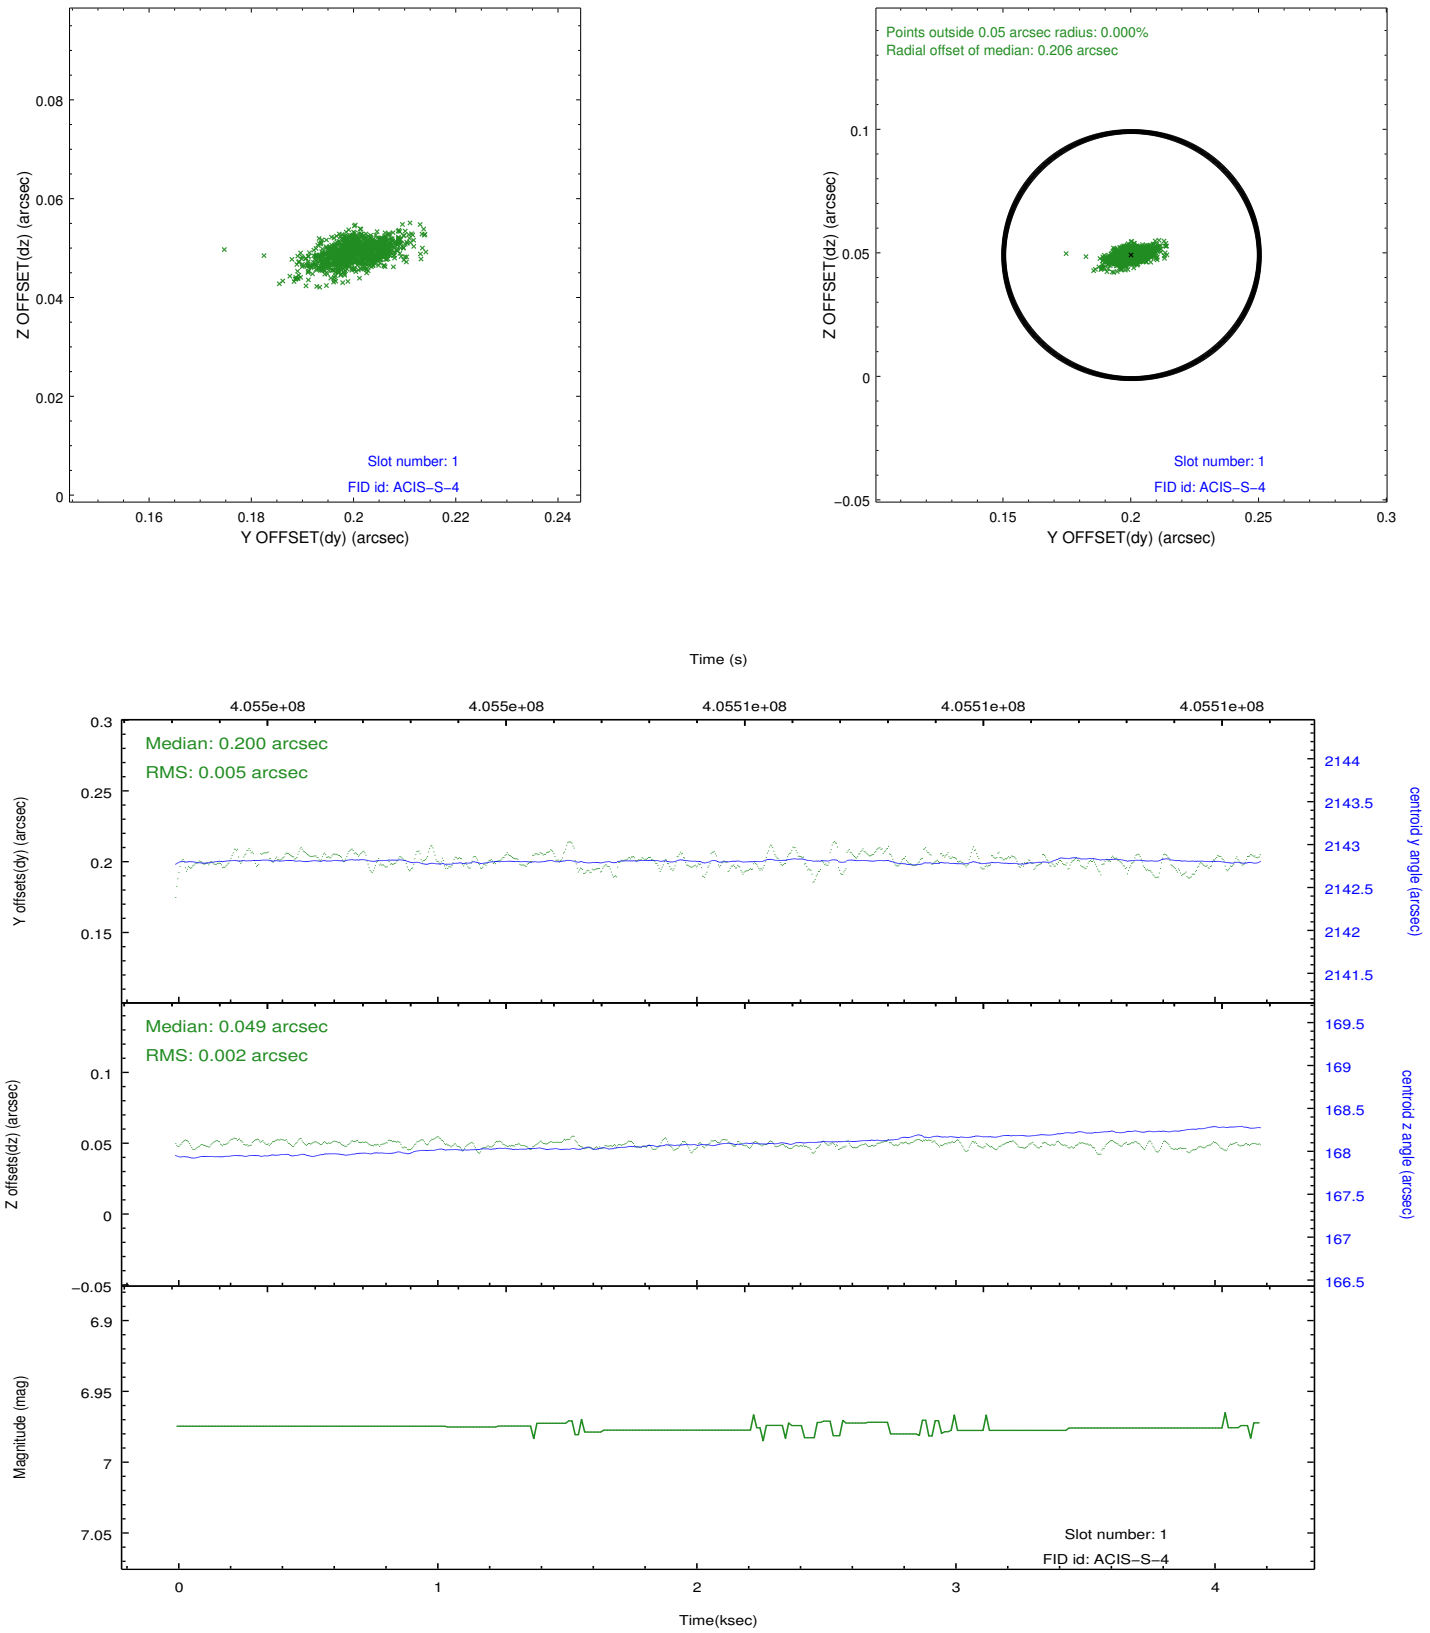 0.08
0.06
0.04
0.02
0
Z OFFSET(dz) (arcsec)
Slot number: 1
FID id: ACIS−S−4
0.16 0.18 0.2 0.22 0.24
Y OFFSET(dy) (arcsec)
Points outside 0.05 arcsec radius: 0.000%
Radial offset of median: 0.206 arcsec
0.1
0.05
0
−0.05
Z OFFSET(dz) (arcsec)
Slot number: 1
FID id: ACIS−S−4
0.15 0.2 0.25 0.3
Y OFFSET(dy) (arcsec)
Time (s)
4.055e+08 4.055e+08 4.0551e+08 4.0551e+08 4.0551e+08
Median: 0.200 arcsec
RMS: 0.005 arcsec
0.3
0.25
0.2
0.15
Y offsets(dy) (arcsec)
2144
2143.5
2143
2142.5
2142
2141.5
centroid y angle (arcsec)
Median: 0.049 arcsec
RMS: 0.002 arcsec
0.1
0.05
0
−0.05
Z offsets(dz) (arcsec)
169.5
169
168.5
168
167.5
167
166.5
centroid z angle (arcsec)
6.9
6.95
7
7.05
Magnitude (mag)
Slot number: 1
FID id: ACIS−S−4
0 1 2 3 4
Time(ksec)